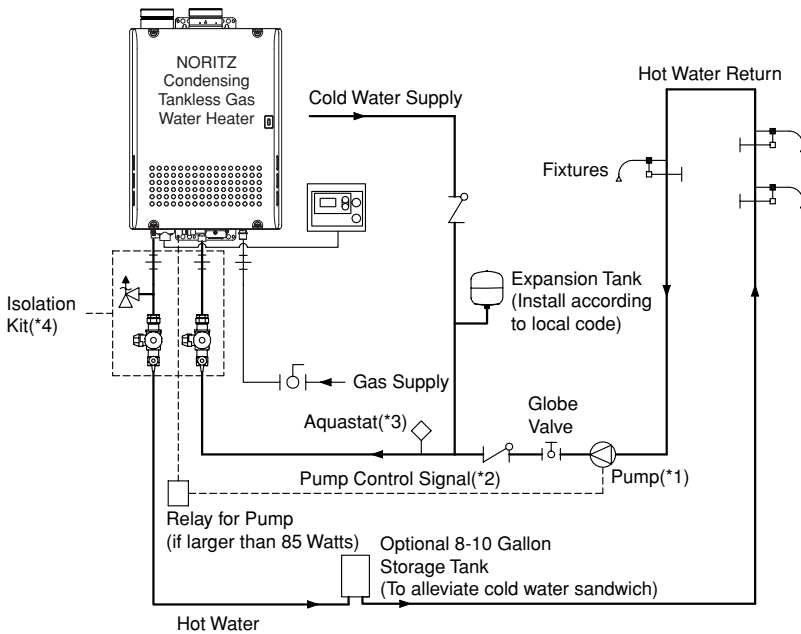 NORITZ
Condensing
Tankless Gas
Water Heater
Cold Water Supply
Hot Water Return
Fixtures
Expansion Tank
(Install according
to local code)
Isolation
Kit(*4)
Gas Supply
Aquastat(*3)
Globe
Valve
Pump Control Signal(*2)
Pump(*1)
Relay for Pump
(if larger than 85 Watts)
Optional 8-10 Gallon
Storage Tank
(To alleviate cold water sandwich)
Hot Water